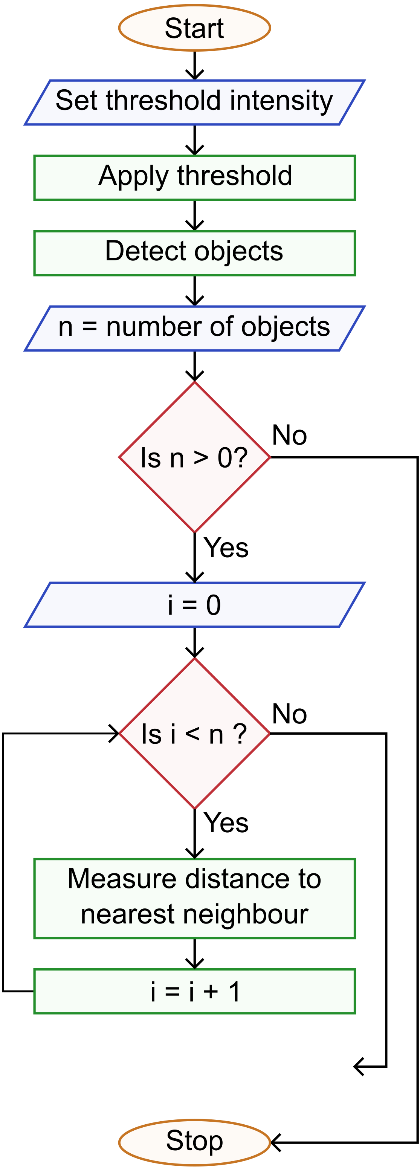 Start
Set threshold intensity
Apply threshold
Detect objects
n = number of objects
Is n > 0?
No
Yes
i = 0
Is i < n ?
No
Yes
Measure distance to
nearest neighbour
i = i + 1
Stop